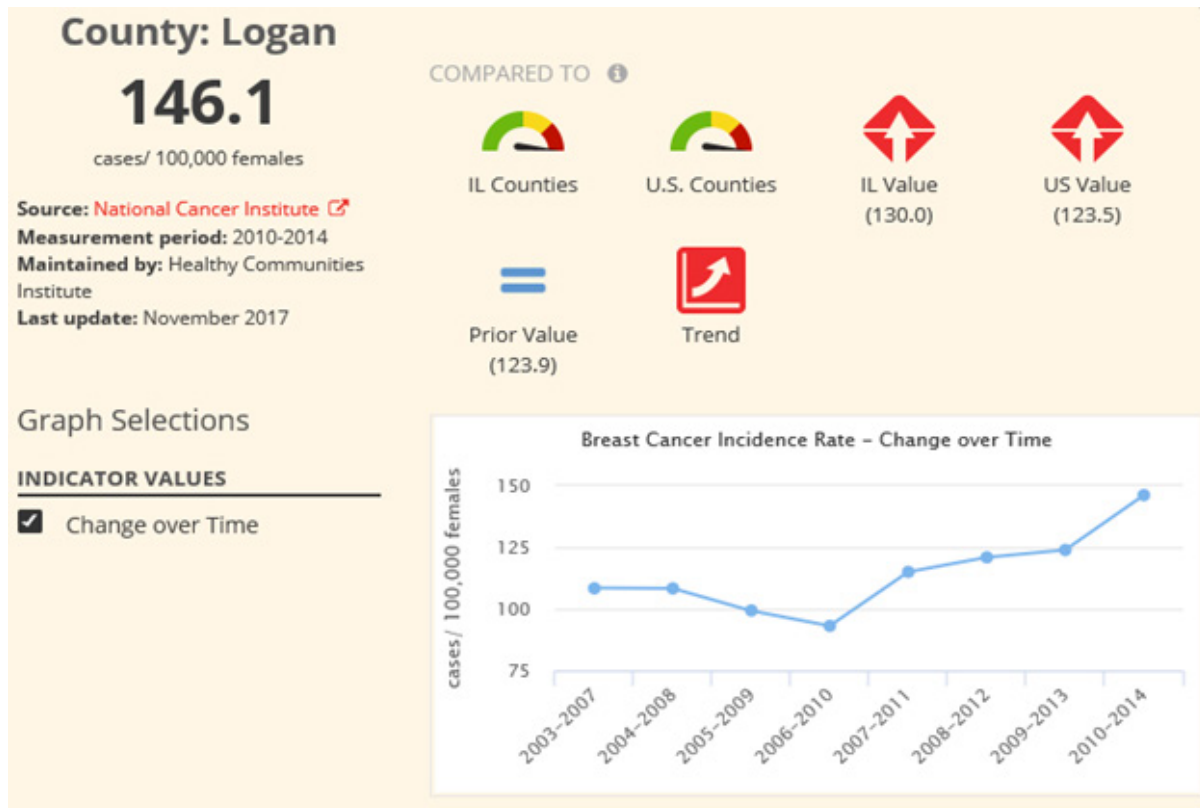 County: Logan
146.1
cases/ 100,000 females
Source: National Cancer Institute
Measurement period: 2010-2014
Maintained by: Healthy Communities
Institute
Last update: November 2017
COMPARED TO
IL Counties
U.S. Counties
IL Value
(130.0)
US Value
(123.5)
Prior Value
(123.9)
Trend
Graph Selections
INDICATOR VALUES
Change over Time
Breast Cancer Incidence Rate – Change over Time
cases/ 100,000 females
150
125
100
75
2003–2007
2004–2008
2005–2009
2006–2010
2007–2011
2008–2012
2009–2013
2010–2014